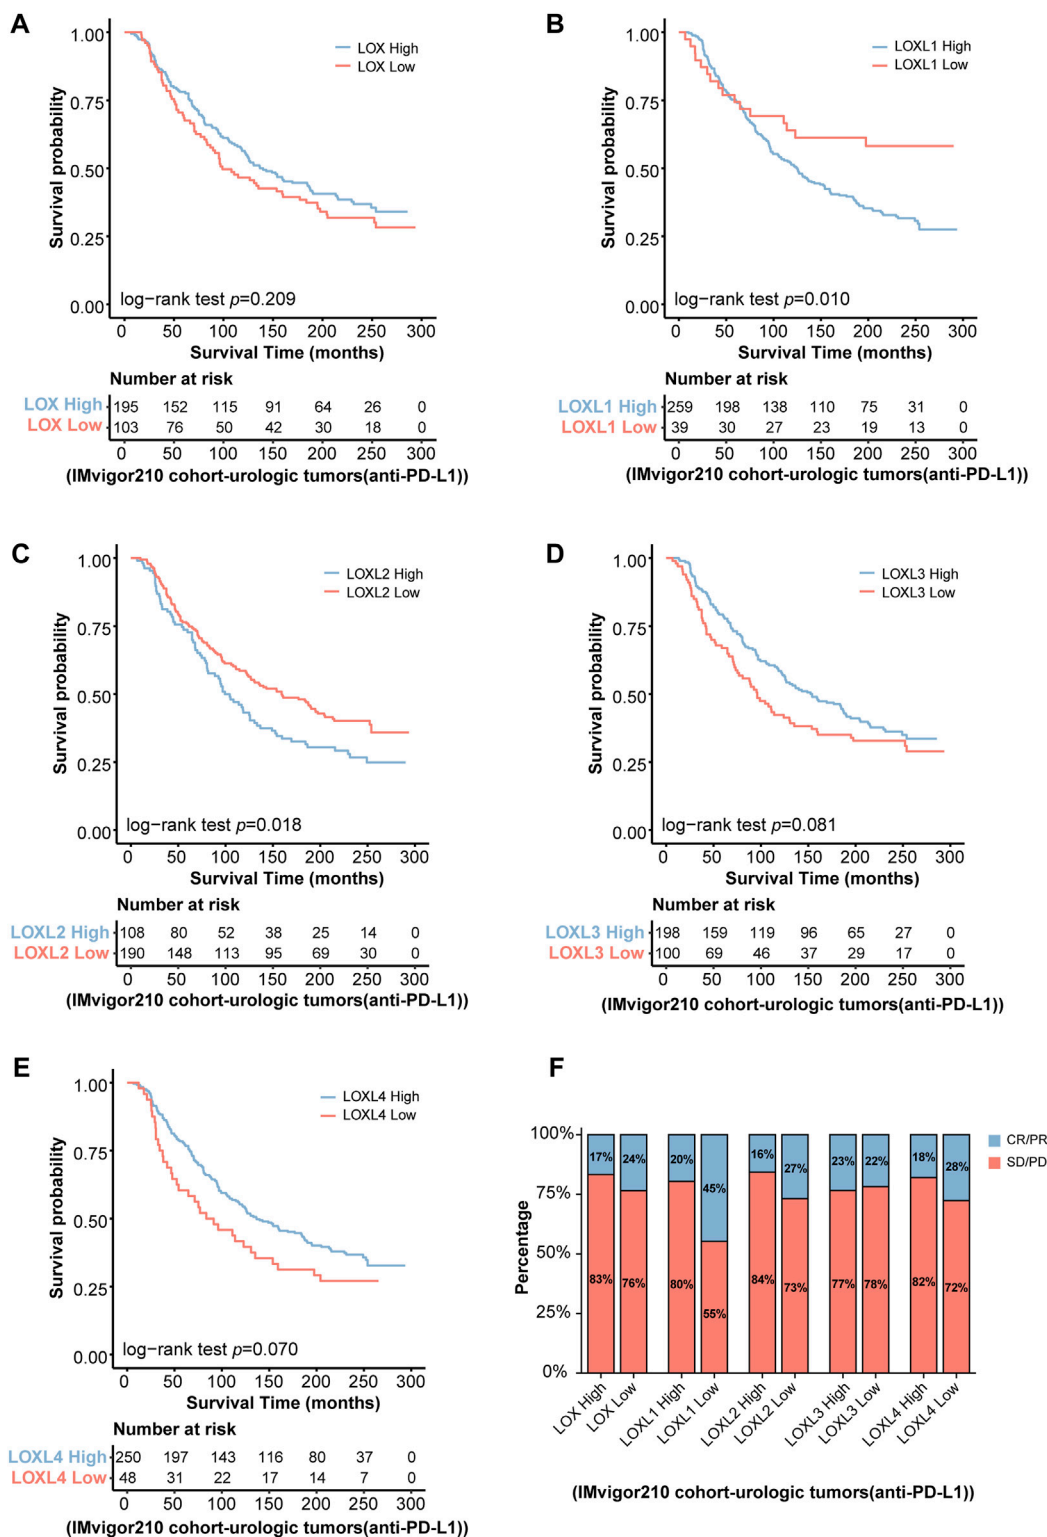 A
1.00
0.75
0.50
0.25
0.00
Survival probability
LOX High
LOX Low
log−rank test p=0.209
0 50 100 150 200 250 300
Survival Time (months)
Number at risk
LOX High 195 152 115 91 64 26 0
LOX Low 103 76 50 42 30 18 0
0 50 100 150 200 250 300
(IMvigor210 cohort-urologic tumors(anti-PD-L1))
B
1.00
0.75
0.50
0.25
0.00
Survival probability
LOXL1 High
LOXL1 Low
log−rank test p=0.010
0 50 100 150 200 250 300
Survival Time (months)
Number at risk
LOXL1 High 259 198 138 110 75 31 0
LOXL1 Low 39 30 27 23 19 13 0
0 50 100 150 200 250 300
(IMvigor210 cohort-urologic tumors(anti-PD-L1))
C
1.00
0.75
0.50
0.25
0.00
Survival probability
LOXL2 High
LOXL2 Low
log−rank test p=0.018
0 50 100 150 200 250 300
Survival Time (months)
Number at risk
LOXL2 High 108 80 52 38 25 14 0
LOXL2 Low 190 148 113 95 69 30 0
0 50 100 150 200 250 300
(IMvigor210 cohort-urologic tumors(anti-PD-L1))
D
1.00
0.75
0.50
0.25
0.00
Survival probability
LOXL3 High
LOXL3 Low
log−rank test p=0.081
0 50 100 150 200 250 300
Survival Time (months)
Number at risk
LOXL3 High 198 159 119 96 65 27 0
LOXL3 Low 100 69 46 37 29 17 0
0 50 100 150 200 250 300
(IMvigor210 cohort-urologic tumors(anti-PD-L1))
E
1.00
0.75
0.50
0.25
0.00
Survival probability
LOXL4 High
LOXL4 Low
log−rank test p=0.070
0 50 100 150 200 250 300
Survival Time (months)
Number at risk
LOXL4 High 250 197 143 116 80 37 0
LOXL4 Low 48 31 22 17 14 7 0
0 50 100 150 200 250 300
(IMvigor210 cohort-urologic tumors(anti-PD-L1))
F
100%
75%
50%
25%
0%
Percentage
CR/PR
SD/PD
17% 24% 20% 45% 16% 27% 23% 22% 18% 28%
83% 76% 80% 55% 84% 73% 77% 78% 82% 72%
LOX High LOX Low LOXL1 High LOXL1 Low LOXL2 High LOXL2 Low LOXL3 High LOXL3 Low LOXL4 High LOXL4 Low
(IMvigor210 cohort-urologic tumors(anti-PD-L1))